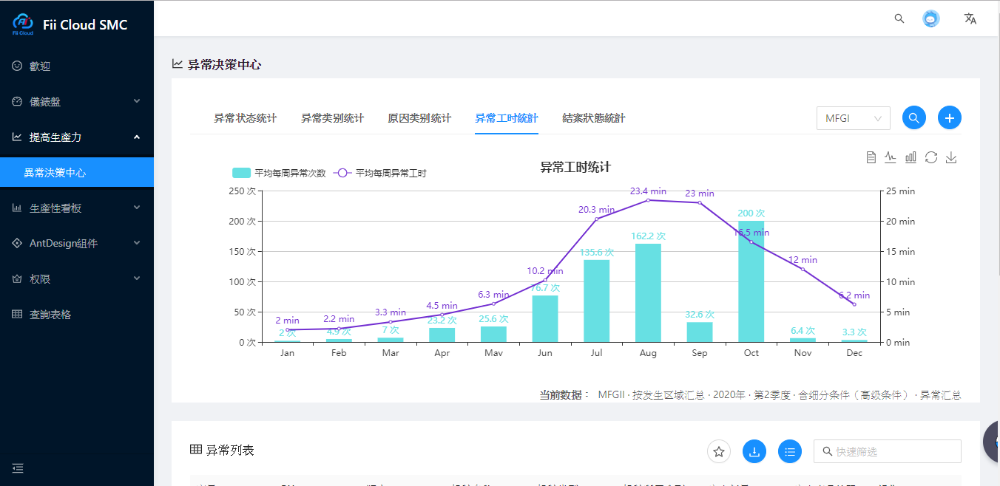 Fii Cloud
Fii Cloud SMC
歡迎
儀錶盤
提高生產力
異常決策中心
生產性看板
AntDesign組件
权限
查詢表格
异常决策中心
异常状态统计 异常类别统计 原因类别统计 异常工时統計 結案狀態統計 MFGI
异常工时统计
平均每周异常次数 平均每周异常工时
250 次
200 次
150 次
100 次
50 次
0 次
25 min
20 min
15 min
10 min
5 min
0 min
2 min 2.2 min 3.3 min 4.5 min 6.3 min 10.2 min 20.3 min 23.4 min 23 min 16.5 min 12 min 6.2 min
2 次 4.9 次 7 次 23.2 次 25.6 次 76.7 次 135.6 次 162.2 次 32.6 次 200 次 6.4 次 3.3 次
Jan Feb Mar Apr May Jun Jul Aug Sep Oct Nov Dec
当前数据： MFGII · 按发生区域汇总 · 2020年 · 第2季度 · 含细分条件（高级条件） · 异常汇总
异常列表
快速筛选